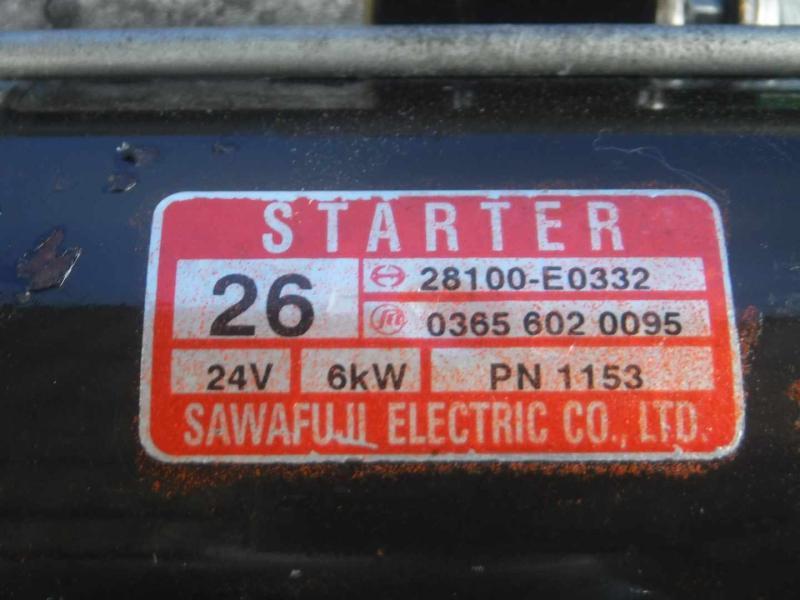 STARTER
26
28100-E0332
0365 602 0095
24V 6kW PN 1153
SAWAFUJI ELECTRIC CO., LTD.